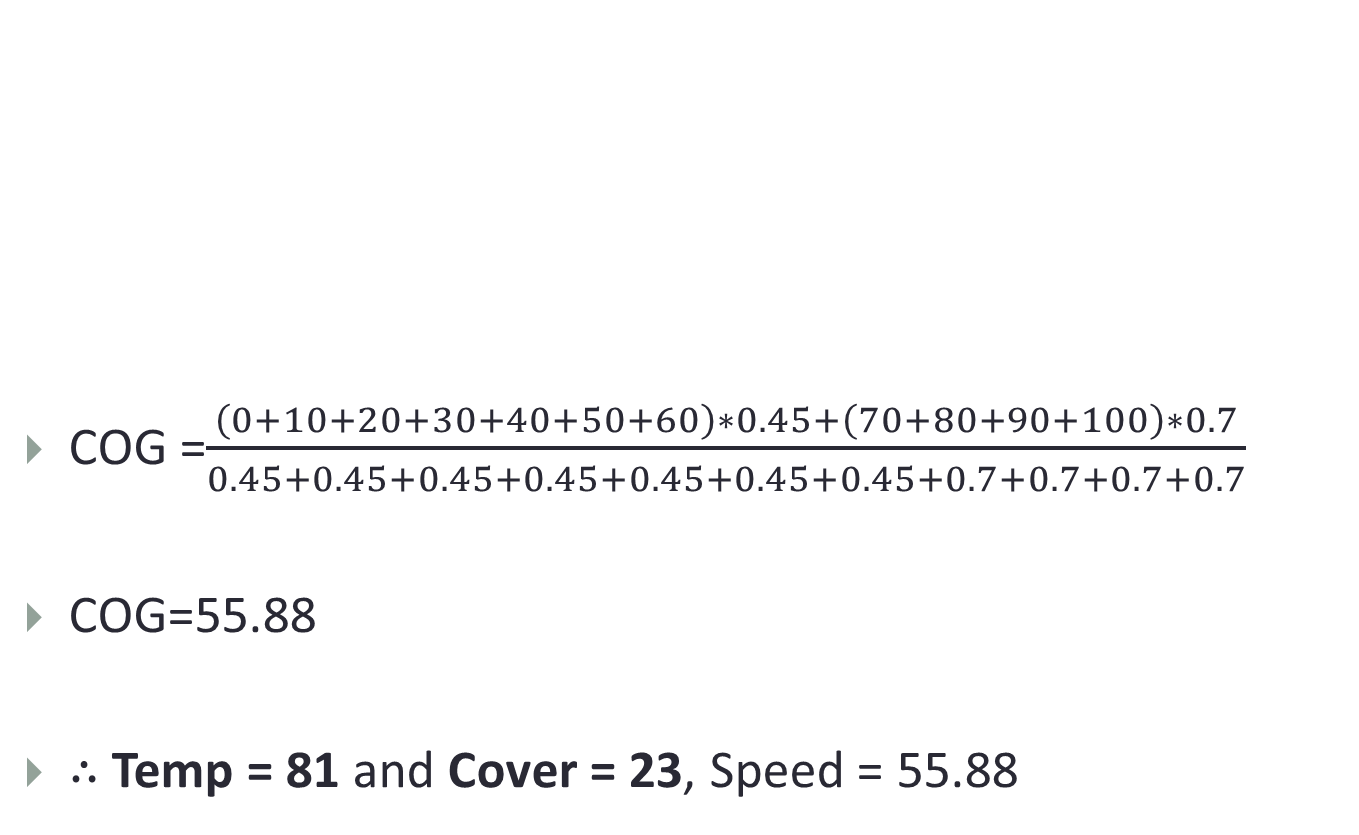 (0+10+20+30+40+50+60)∗0.45+(70+80+90+100)∗0.7
COG =
0.45+0.45+0.45+0.45+0.45+0.45+0.45+0.7+0.7+0.7+0.7
COG=55.88
∴ Temp = 81 and Cover = 23, Speed = 55.88